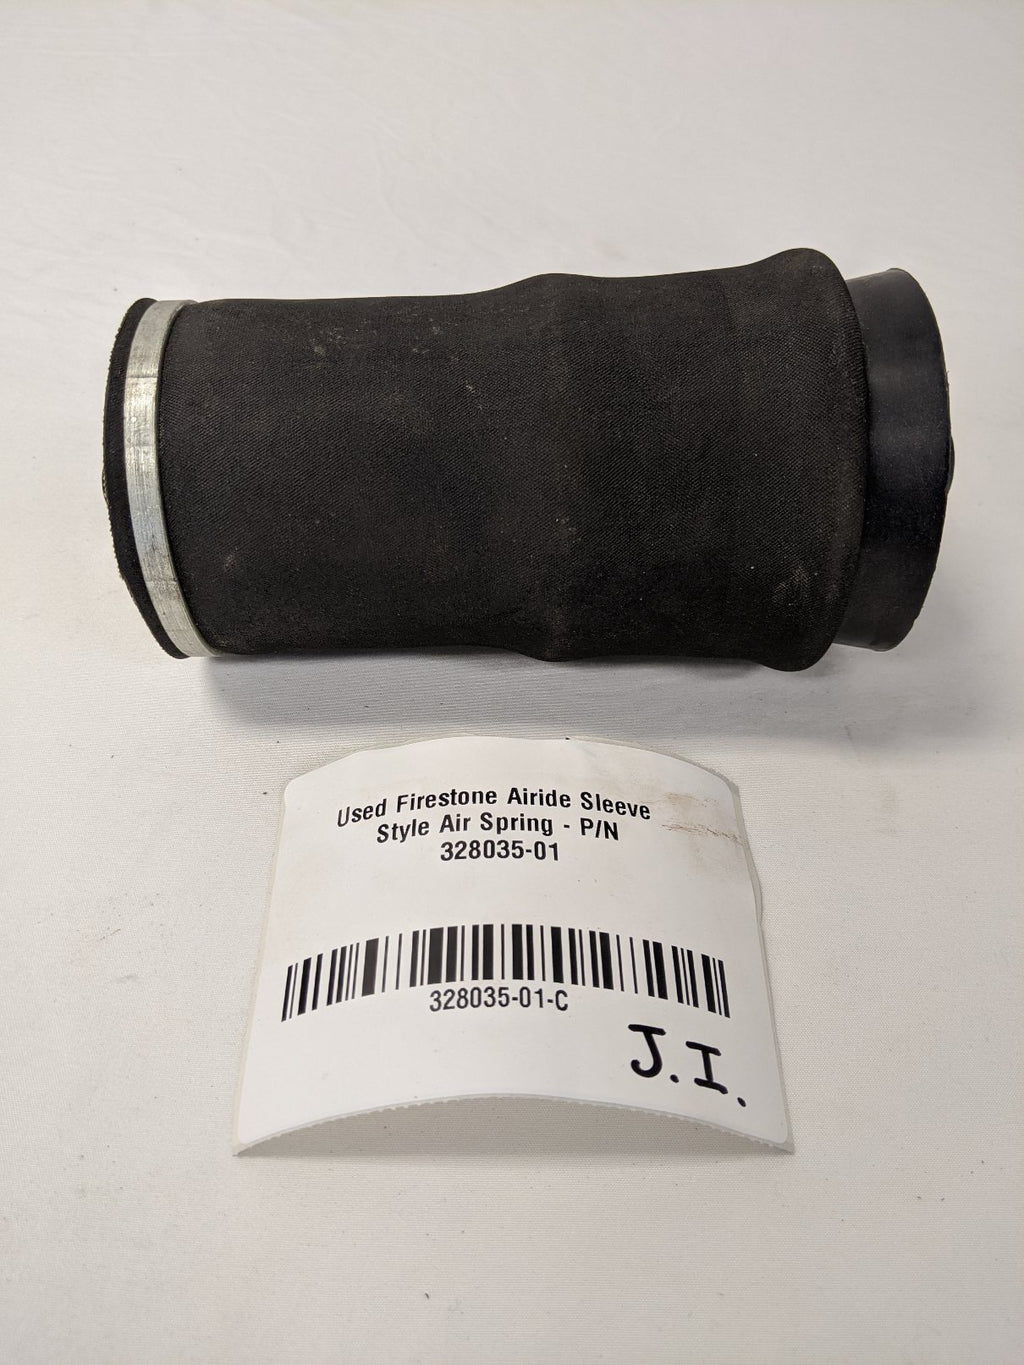 Used Firestone Airide Sleeve
Style Air Spring - P/N
328035-01
328035-01-C
J.I.